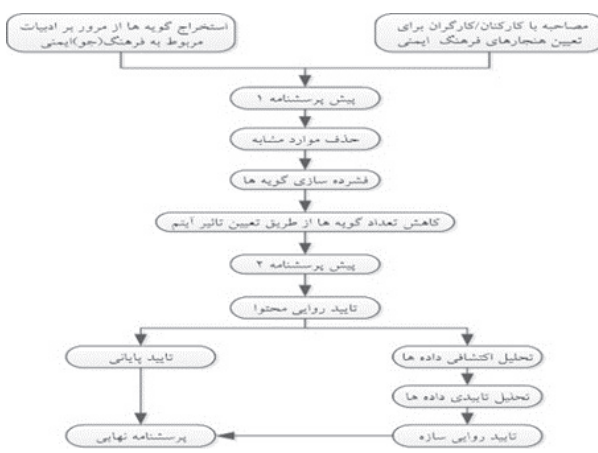 مصاحبه با کارکنان/کارگران برای
تعیین هنجارهای فرهنگ ایمنی
استخراج گویه ها از مرور بر ادبیات
مربوط به فرهنگ(جو)ایمنی
پیش پرسشنامه ۱
حذف موارد مشابه
فشرده سازی گویه ها
کاهش تعداد گویه ها از طریق تعیین تاثیر آیتم
پیش پرسشنامه ۲
تایید روایی محتوا
تحلیل اکتشافی داده ها
تایید پایانی
تحلیل تاییدی داده ها
تایید روایی سازه
پرسشنامه نهایی